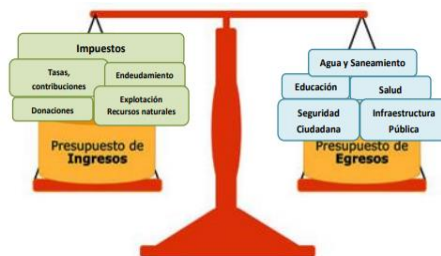 Impuestos
Tasas,
contribuciones
Endeudamiento
Donaciones
Explotación
Recursos naturales
Presupuesto de
Ingresos
Agua y Saneamiento
Educación
Salud
Seguridad
Ciudadana
Infraestructura
Pública
Presupuesto de
Egresos